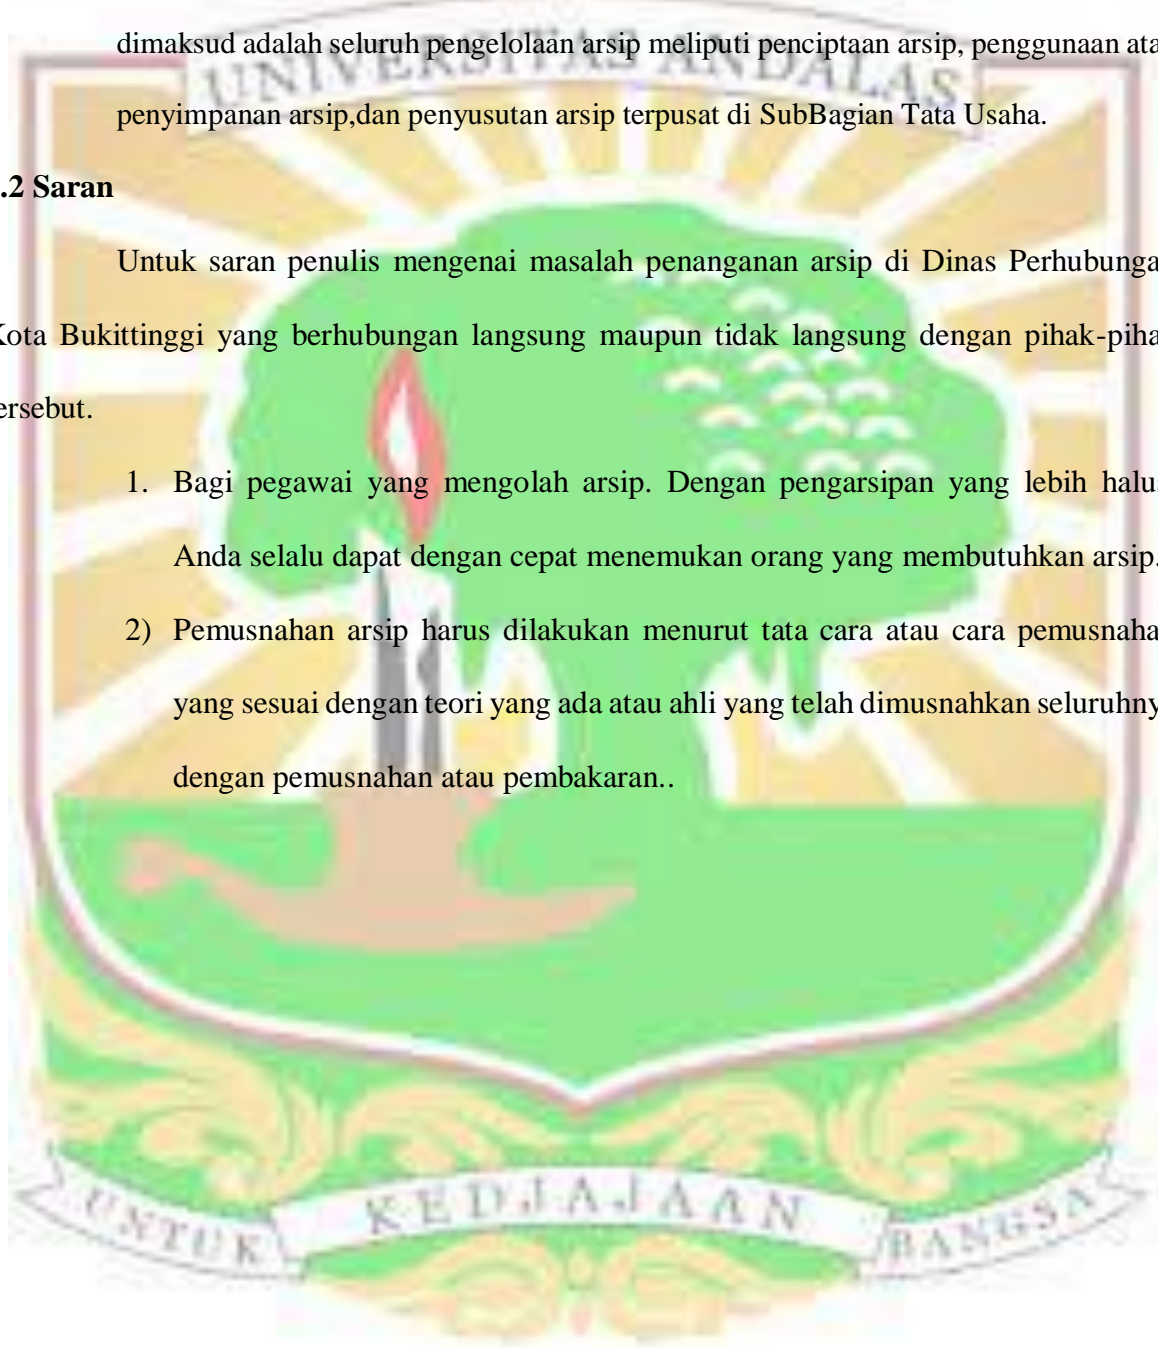 UNIVERSITAS ANDALAS
dimaksud adalah seluruh pengelolaan arsip meliputi penciptaan arsip, penggunaan ata
penyimpanan arsip,dan penyusutan arsip terpusat di SubBagian Tata Usaha.
.2 Saran
Untuk saran penulis mengenai masalah penanganan arsip di Dinas Perhubunga
Kota Bukittinggi yang berhubungan langsung maupun tidak langsung dengan pihak-piha
tersebut.
1. Bagi pegawai yang mengolah arsip. Dengan pengarsipan yang lebih halus
Anda selalu dapat dengan cepat menemukan orang yang membutuhkan arsip.
2) Pemusnahan arsip harus dilakukan menurut tata cara atau cara pemusnaha
yang sesuai dengan teori yang ada atau ahli yang telah dimusnahkan seluruhny
dengan pemusnahan atau pembakaran..
UNTUK KEDJAJAAN BANGSA